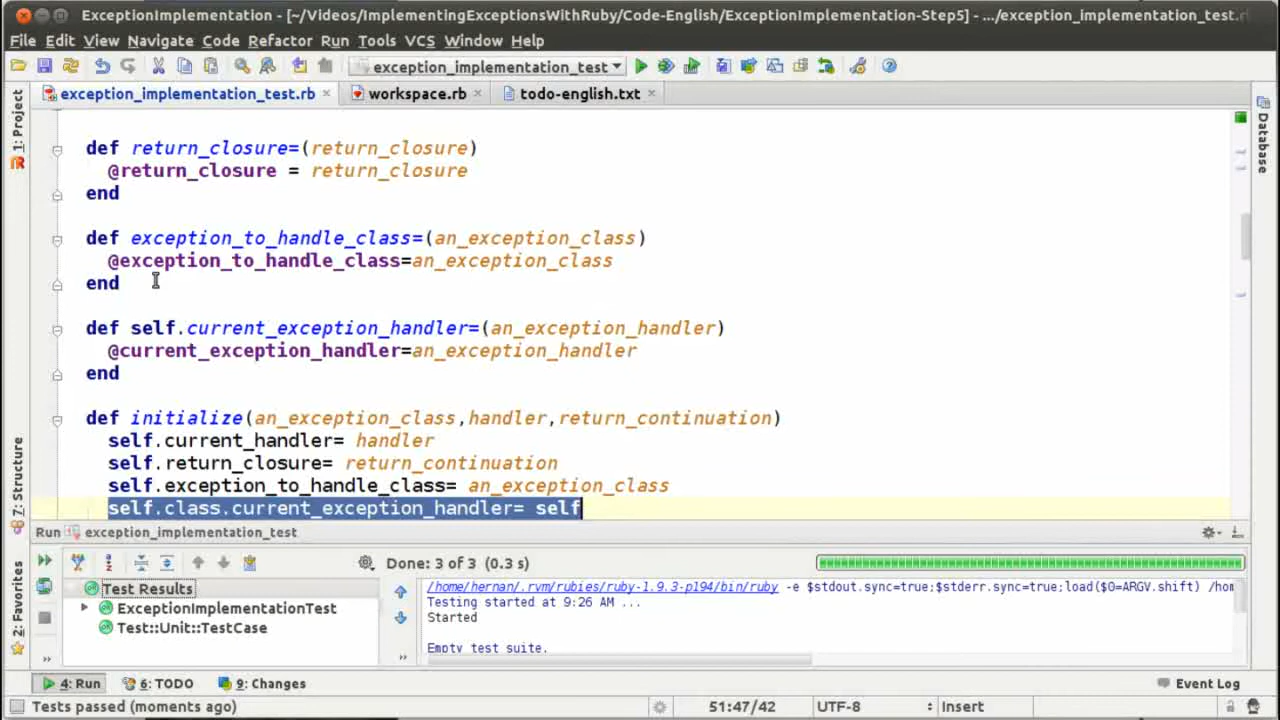 ExceptionImplementation - [~/Videos/ImplementingExceptionsWithRuby/Code-English/ExceptionImplementation-Step5] - .../exception_implementation_test.r
File Edit View Navigate Code Refactor Run Tools VCS Window Help
exception_implementation_test
exception_implementation_test.rb workspace.rb todo-english.txt
1: Project
7: Structure
2: Favorites
Database
def return_closure=(return_closure)
@return_closure = return_closure
end
def exception_to_handle_class=(an_exception_class)
@exception_to_handle_class=an_exception_class
end
def self.current_exception_handler=(an_exception_handler)
@current_exception_handler=an_exception_handler
end
def initialize(an_exception_class,handler,return_continuation)
self.current_handler= handler
self.return_closure= return_continuation
self.exception_to_handle_class= an_exception_class
self.class.current_exception_handler= self
Run exception_implementation_test
Done: 3 of 3 (0.3 s)
Test Results
ExceptionImplementationTest
Test::Unit::TestCase
/home/hernan/.rvm/rubies/ruby-1.9.3-p194/bin/ruby -e $stdout.sync=true;$stderr.sync=true;load($0=ARGV.shift) /hom
Testing started at 9:26 AM ...
Started
Empty test suite.
4: Run 6: TODO 9: Changes Event Log
Tests passed (moments ago) 51:47/42 UTF-8 Insert